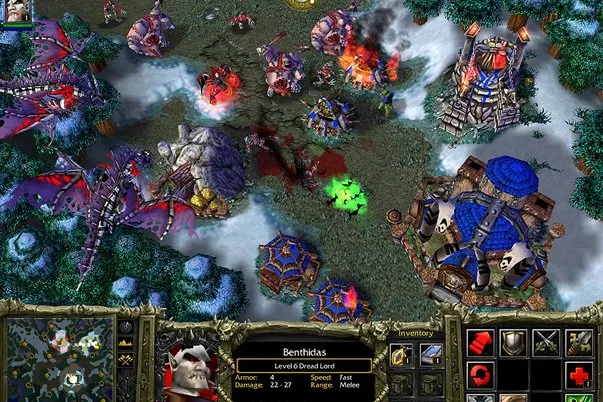 Benthidas
Level 6 Dread Lord
Armor: 4 Speed: Fast
Damage: 22 - 27 Range: Melee
Inventory